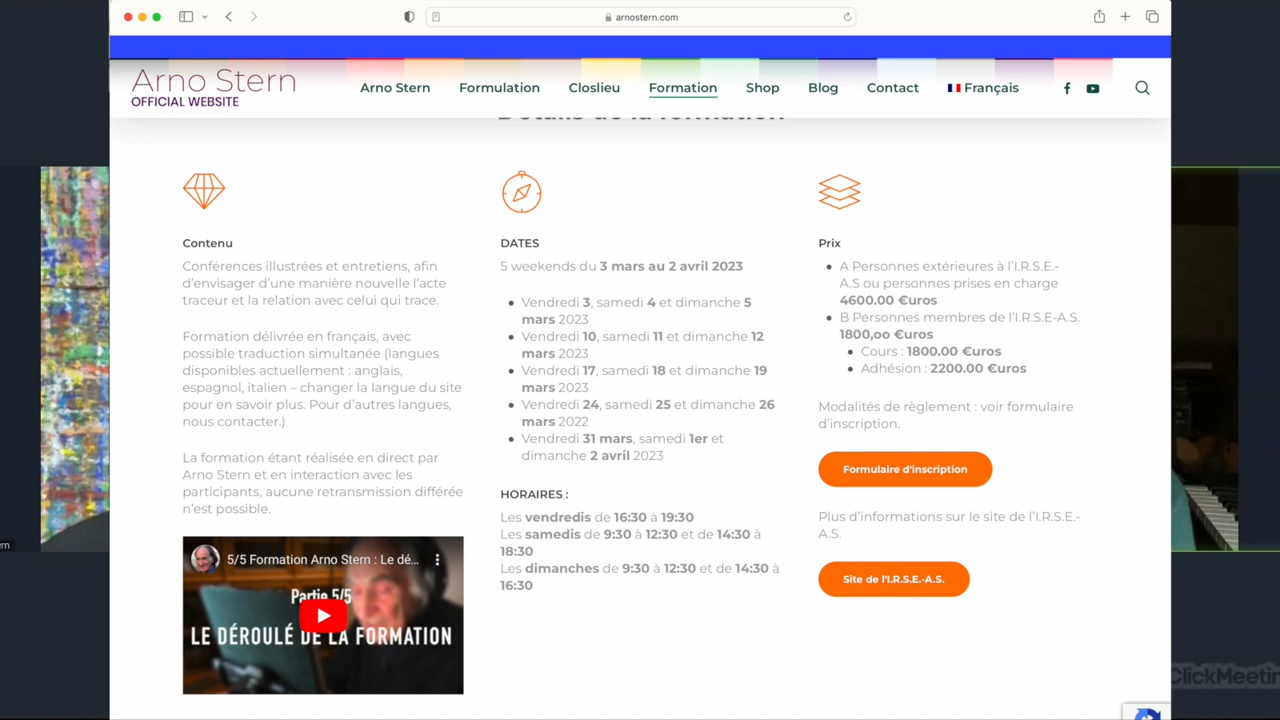 arnostern.com
Arno Stern
OFFICIAL WEBSITE
Arno Stern
Formulation
Closlieu
Formation
Shop
Blog
Contact
Français
Détails de la formation
Contenu
Conférences illustrées et entretiens, afin
d'envisager d'une manière nouvelle l'acte
traceur et la relation avec celui qui trace.
Formation délivrée en français, avec
possible traduction simultanée (langues
disponibles actuellement : anglais,
espagnol, italien – changer la langue du site
pour en savoir plus. Pour d'autres langues,
nous contacter.)
La formation étant réalisée en direct par
Arno Stern et en interaction avec les
participants, aucune retransmission différée
n'est possible.
5/5 Formation Arno Stern : Le dé...
Partie 5/5
LE DÉROULÉ DE LA FORMATION
DATES
5 weekends du 3 mars au 2 avril 2023
Vendredi 3, samedi 4 et dimanche 5
mars 2023
Vendredi 10, samedi 11 et dimanche 12
mars 2023
Vendredi 17, samedi 18 et dimanche 19
mars 2023
Vendredi 24, samedi 25 et dimanche 26
mars 2022
Vendredi 31 mars, samedi 1er et
dimanche 2 avril 2023
HORAIRES :
Les vendredis de 16:30 à 19:30
Les samedis de 9:30 à 12:30 et de 14:30 à
18:30
Les dimanches de 9:30 à 12:30 et de 14:30 à
16:30
Prix
A Personnes extérieures à l'I.R.S.E.-
A.S ou personnes prises en charge
4600.00 €uros
B Personnes membres de l'I.R.S.E-A.S.
1800,oo €uros
Cours : 1800.00 €uros
Adhésion : 2200.00 €uros
Modalités de règlement : voir formulaire
d'inscription.
Formulaire d'inscription
Plus d'informations sur le site de l'I.R.S.E.-
A.S.
Site de l'I.R.S.E.-A.S.
ClickMeetin